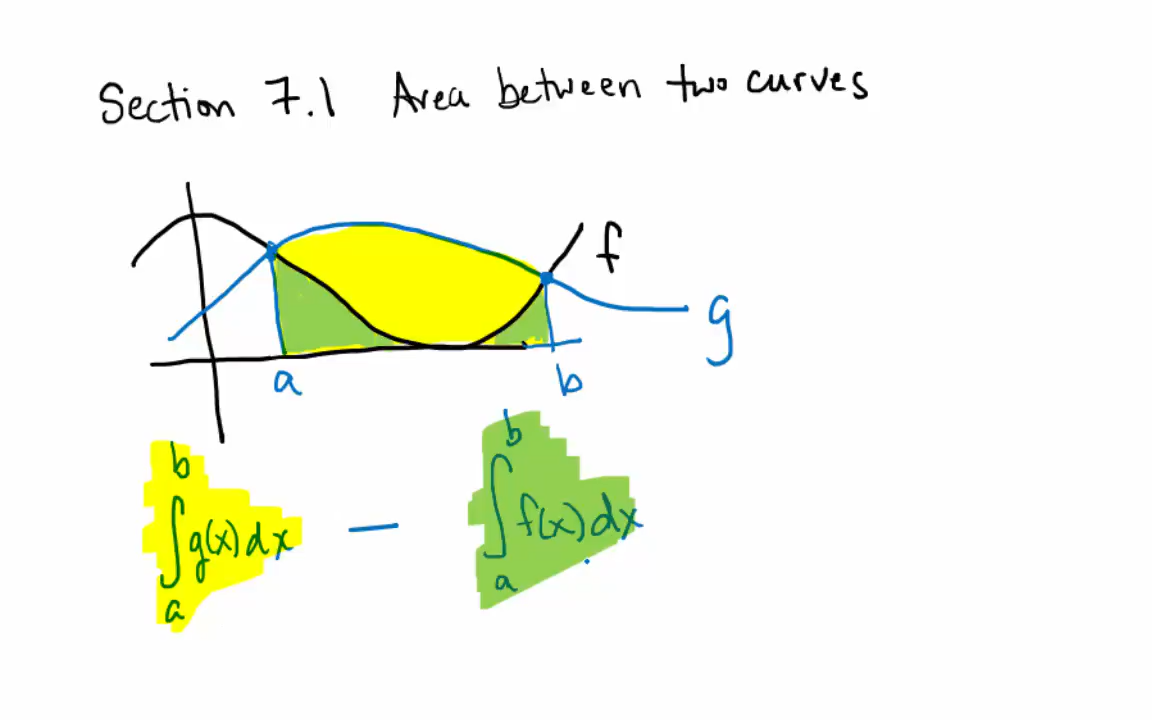 Section 7.1 Area between two curves
f
g
a b
b b
∫g(x)dx − ∫f(x)dx
a a